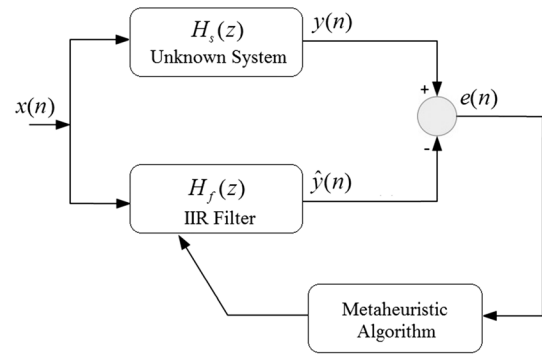 H_s(z)
Unknown System
y(n)
x(n)
+
e(n)
-
H_f(z)
IIR Filter
ŷ(n)
Metaheuristic
Algorithm